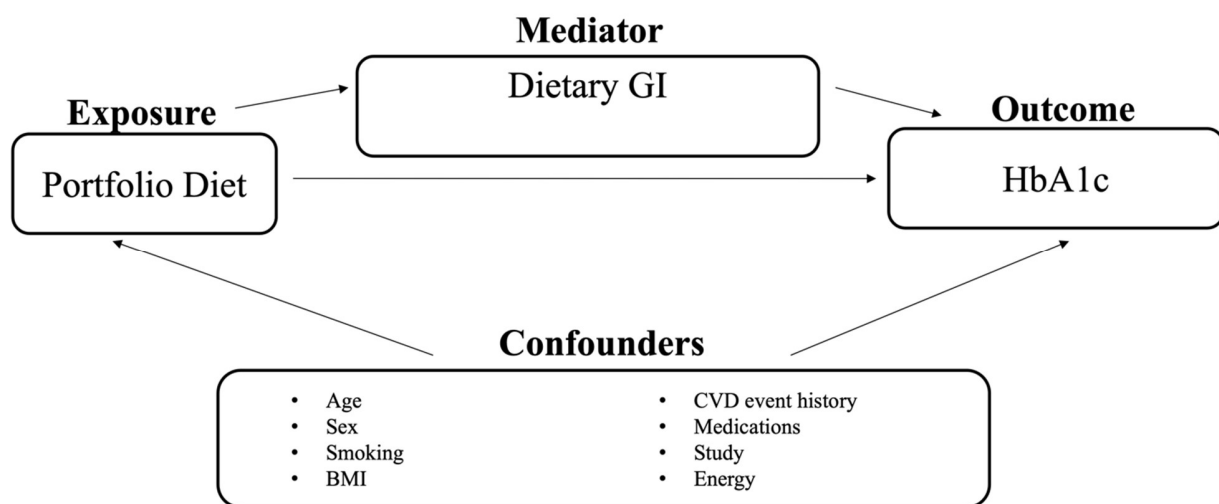 Mediator
Dietary GI
Exposure
Portfolio Diet
Outcome
HbA1c
Confounders
• Age
• Sex
• Smoking
• BMI
• CVD event history
• Medications
• Study
• Energy